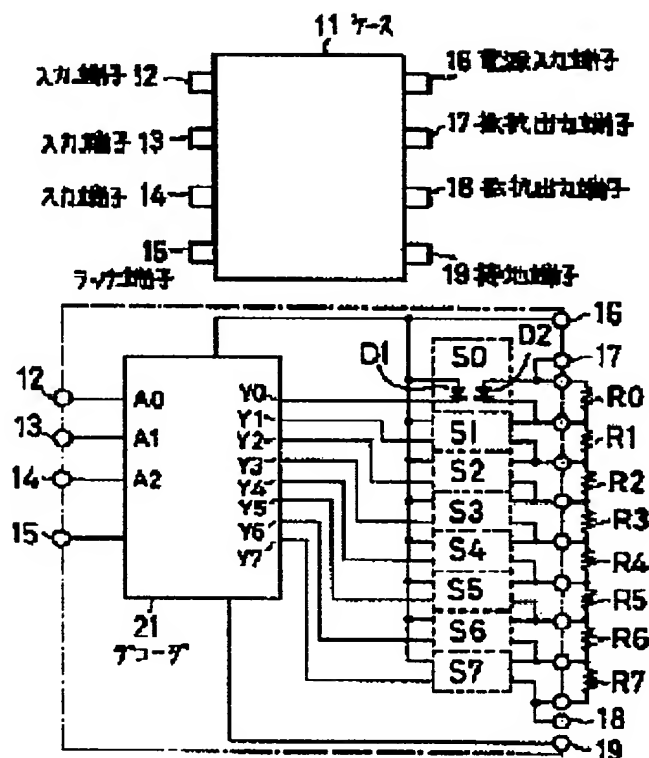 11 ケース
入力端子 12
16 電源入力端子
入力端子 13
17 抵抗出力端子
入力端子 14
18 抵抗出力端子
15
ラッチ端子
19 接地端子
16
D1
S0
D2
17
12
A0
Y0
R0
13
A1
Y1
S1
R1
14
A2
Y2
S2
R2
Y3
S3
R3
15
Y4
S4
R4
Y5
S5
R5
Y6
S6
R6
Y7
S7
R7
21
デコーダ
18
19